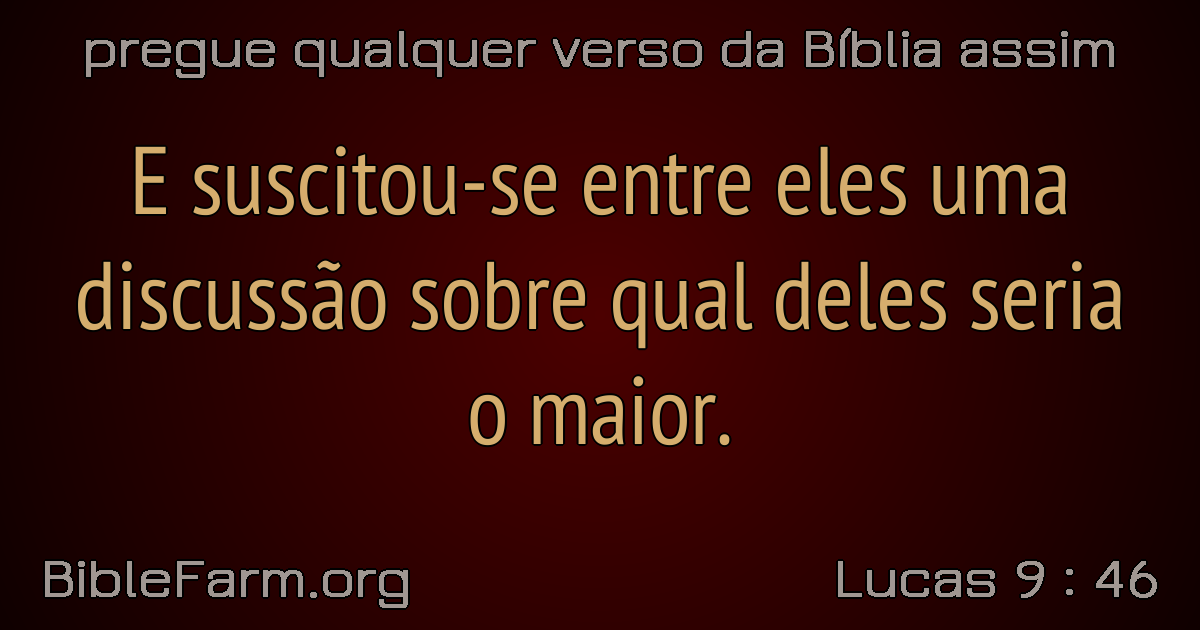 pregue qualquer verso da Bíblia assim
E suscitou-se entre eles uma
discussão sobre qual deles seria
o maior.
BibleFarm.org
Lucas 9 : 46